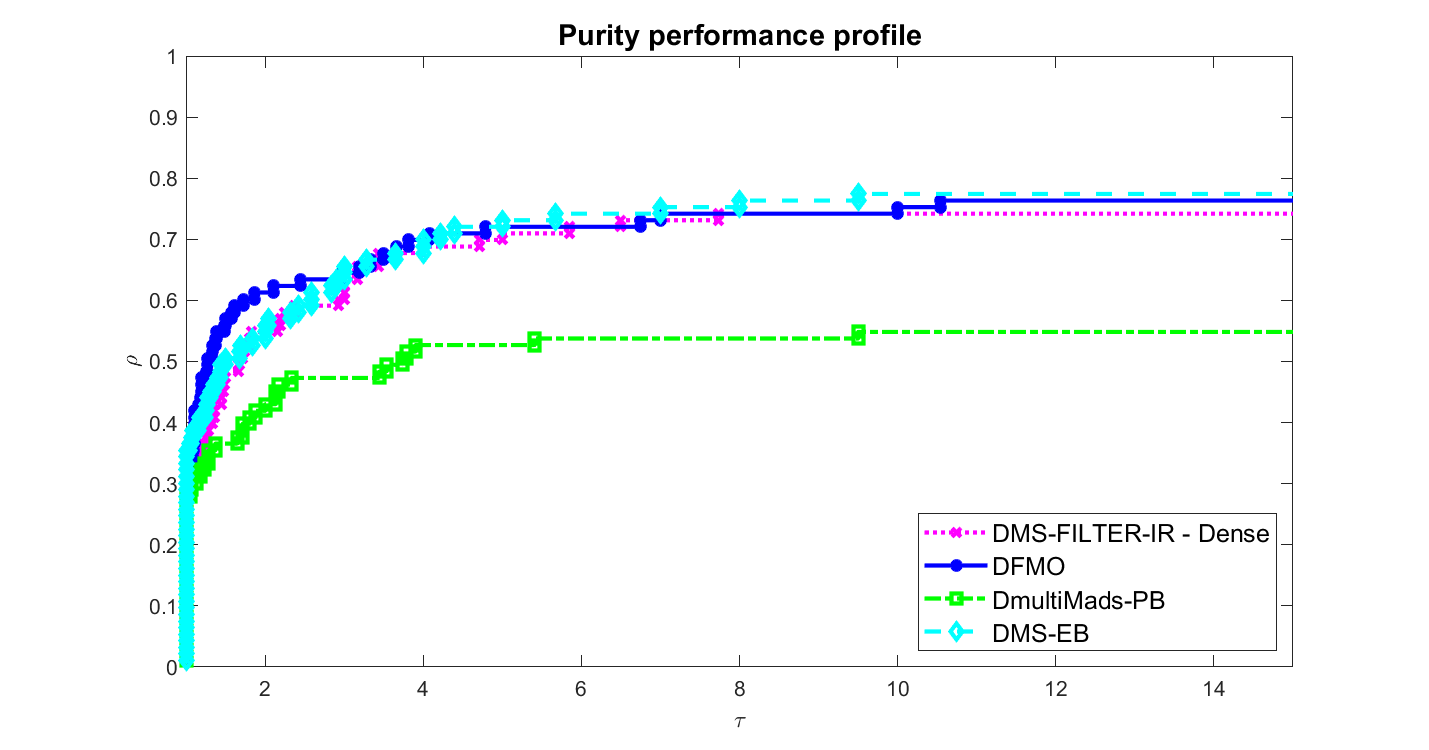 Purity performance profile
1
0.9
0.8
0.7
0.6
0.5
0.4
0.3
0.2
0.1
0
ρ
2 4 6 8 10 12 14
τ
DMS-FILTER-IR - Dense
DFMO
DmultiMads-PB
DMS-EB